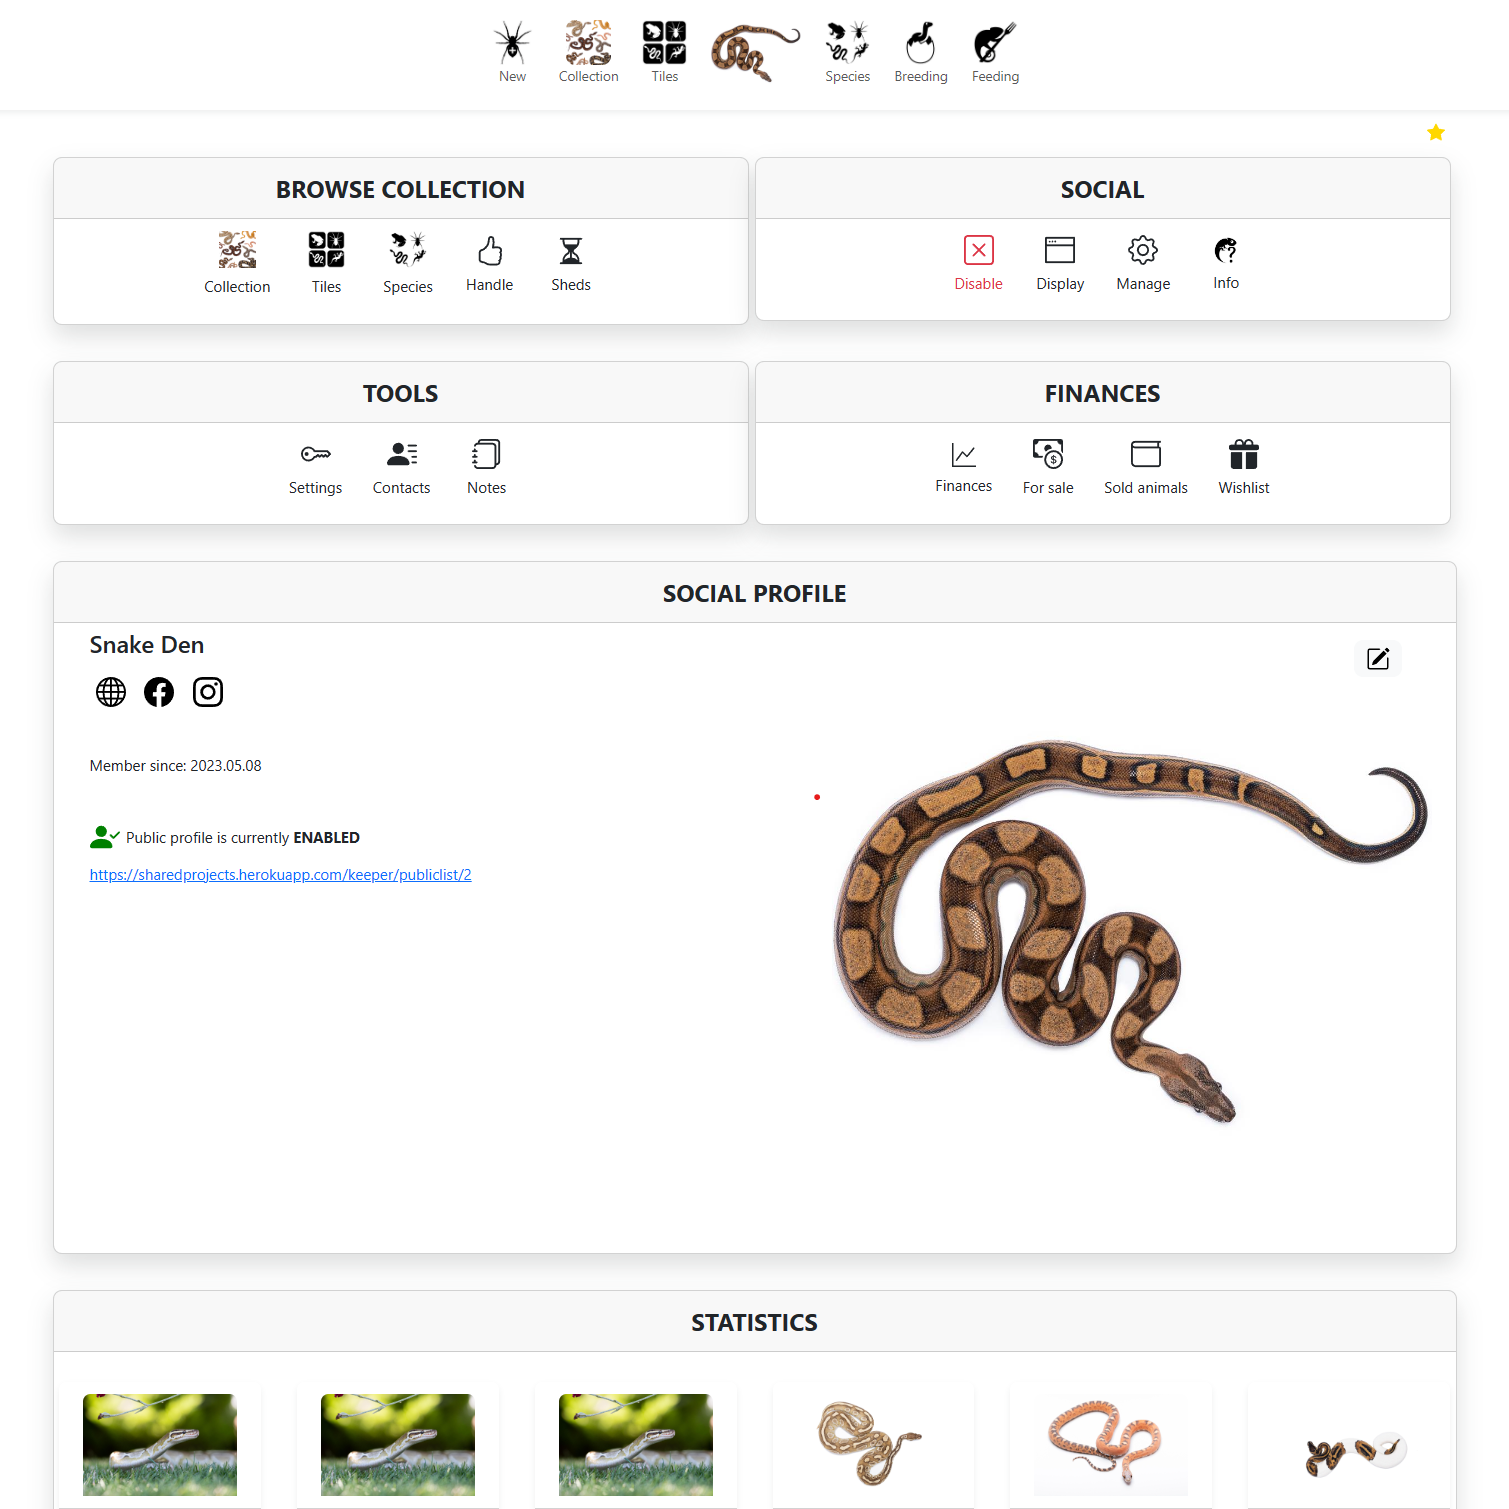 New
Collection
Tiles
Species
Breeding
Feeding
BROWSE COLLECTION
Collection
Tiles
Species
Handle
Sheds
SOCIAL
Disable
Display
Manage
Info
TOOLS
Settings
Contacts
Notes
FINANCES
Finances
For sale
Sold animals
Wishlist
SOCIAL PROFILE
Snake Den
Member since: 2023.05.08
Public profile is currently ENABLED
https://sharedprojects.herokuapp.com/keeper/publiclist/2
STATISTICS